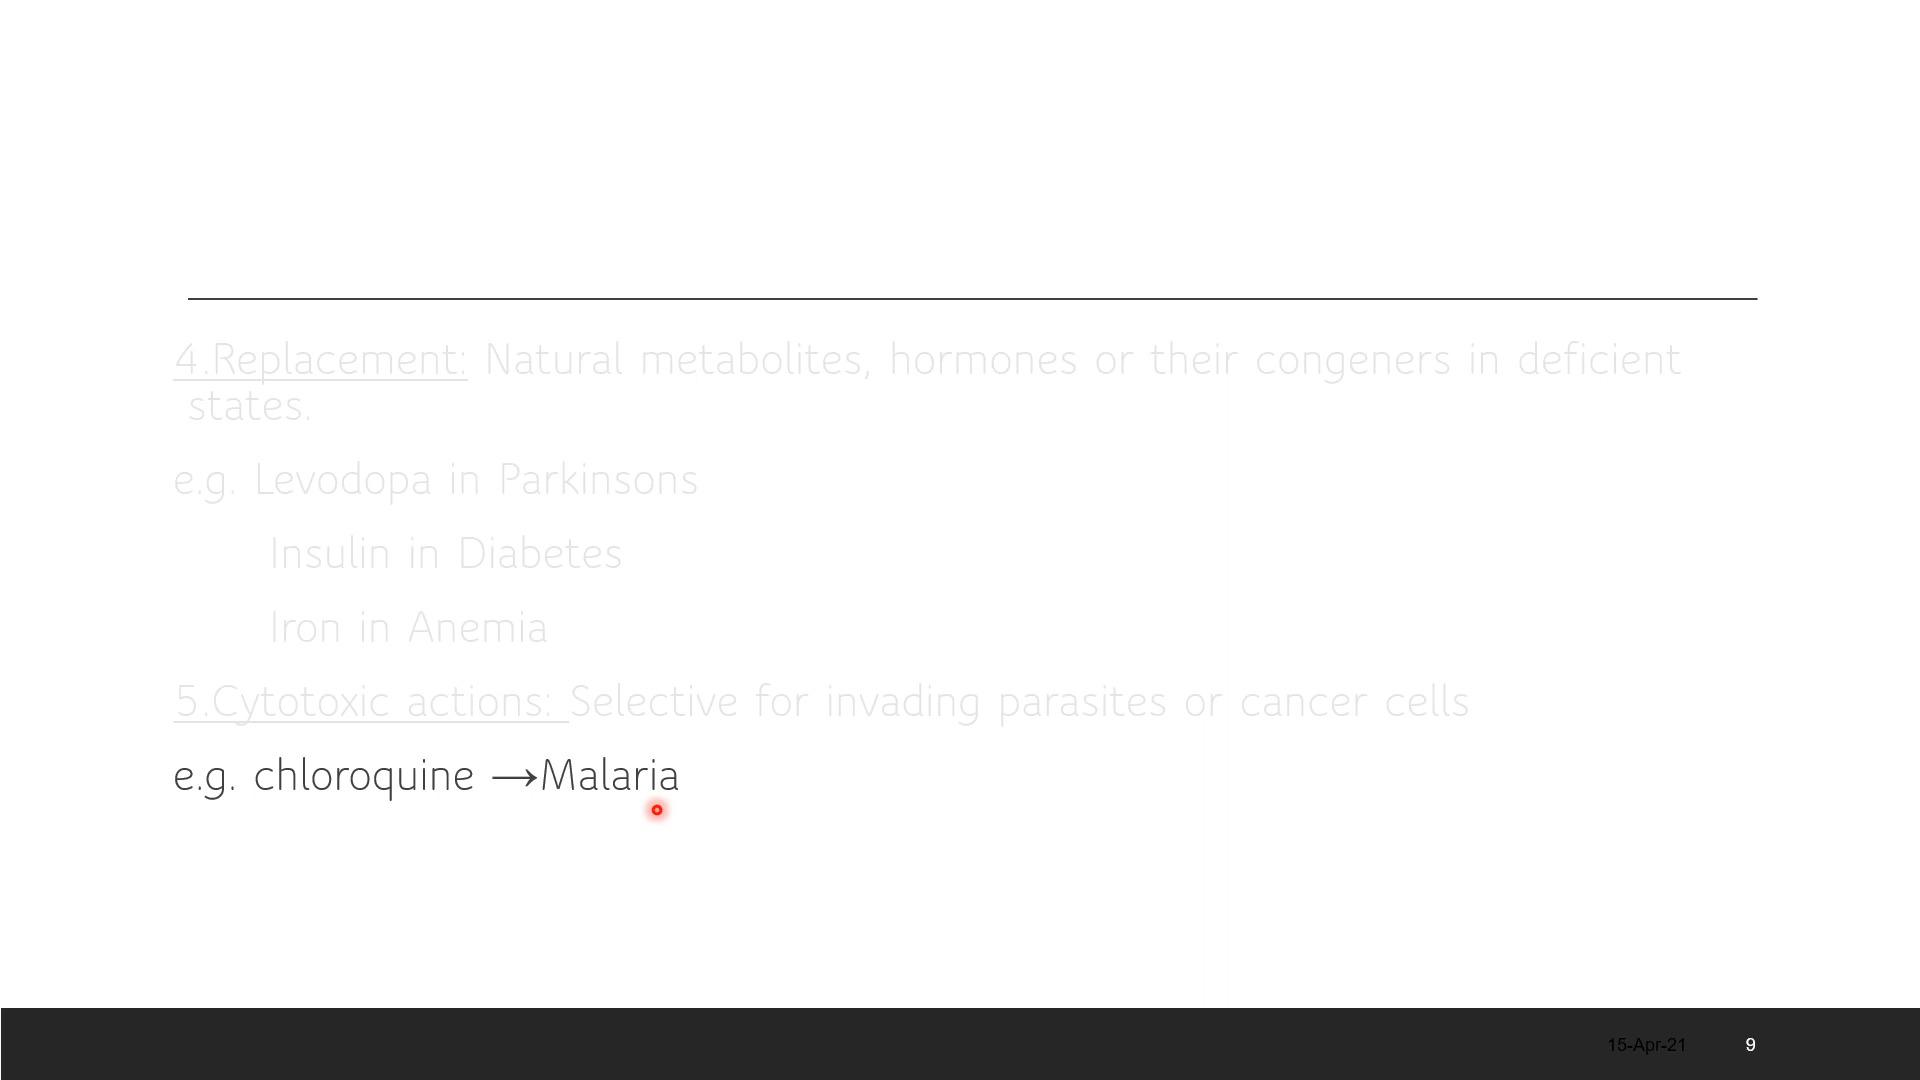 4.Replacement: Natural metabolites, hormones or their congeners in deficient
states.
e.g. Levodopa in Parkinsons
Insulin in Diabetes
Iron in Anemia
5.Cytotoxic actions: Selective for invading parasites or cancer cells
e.g. chloroquine →Malaria
15-Apr-21 9